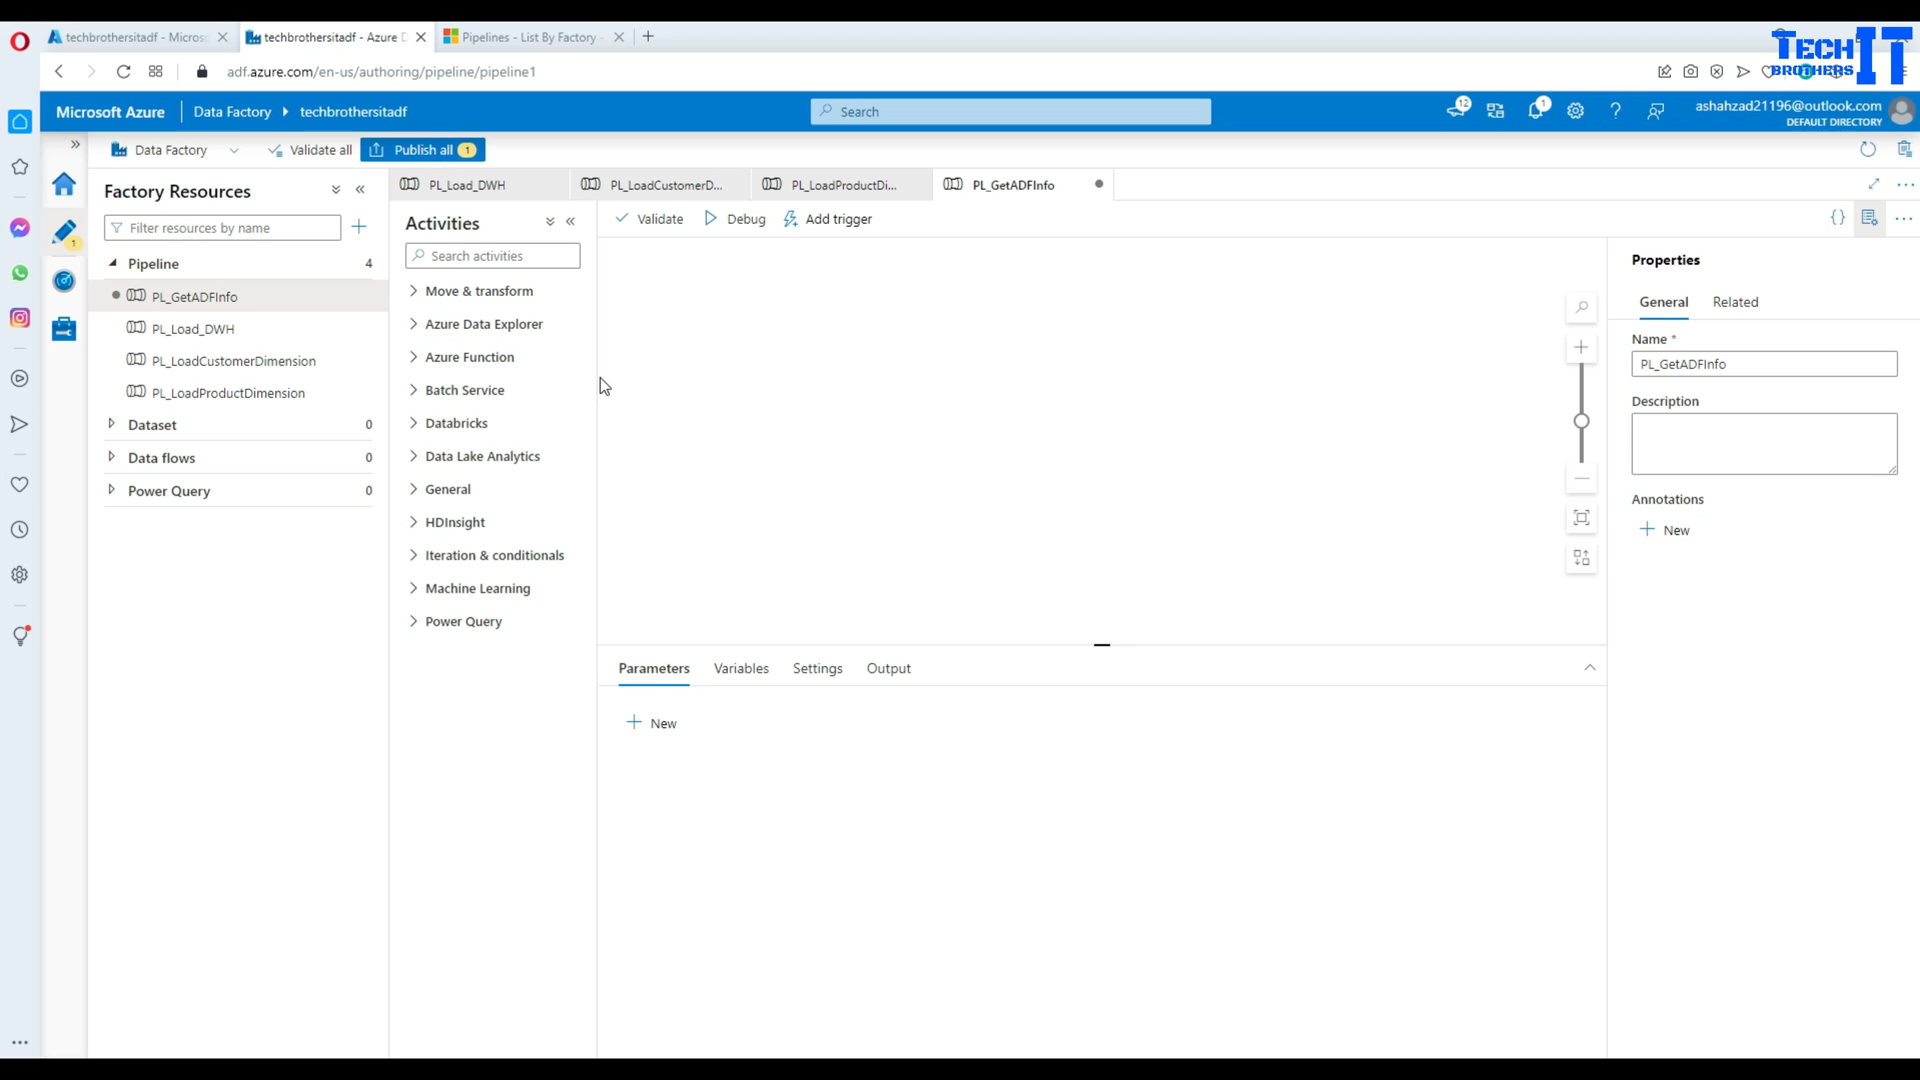 techbrothersitadf - Microso
techbrothersitadf - Azure D
Pipelines - List By Factory -
TECH IT
BROTHERS
adf.azure.com/en-us/authoring/pipeline/pipeline1
Microsoft Azure
Data Factory
techbrothersitadf
Search
12
1
ashahzad21196@outlook.com
DEFAULT DIRECTORY
Data Factory
Validate all
Publish all 1
Factory Resources
PL_Load_DWH
PL_LoadCustomerD...
PL_LoadProductDi...
PL_GetADFInfo
Filter resources by name
1
Pipeline 4
PL_GetADFInfo
PL_Load_DWH
PL_LoadCustomerDimension
PL_LoadProductDimension
Dataset 0
Data flows 0
Power Query 0
Activities
Search activities
Move & transform
Azure Data Explorer
Azure Function
Batch Service
Databricks
Data Lake Analytics
General
HDInsight
Iteration & conditionals
Machine Learning
Power Query
Validate
Debug
Add trigger
Parameters
Variables
Settings
Output
New
Properties
General
Related
Name *
PL_GetADFInfo
Description
Annotations
New